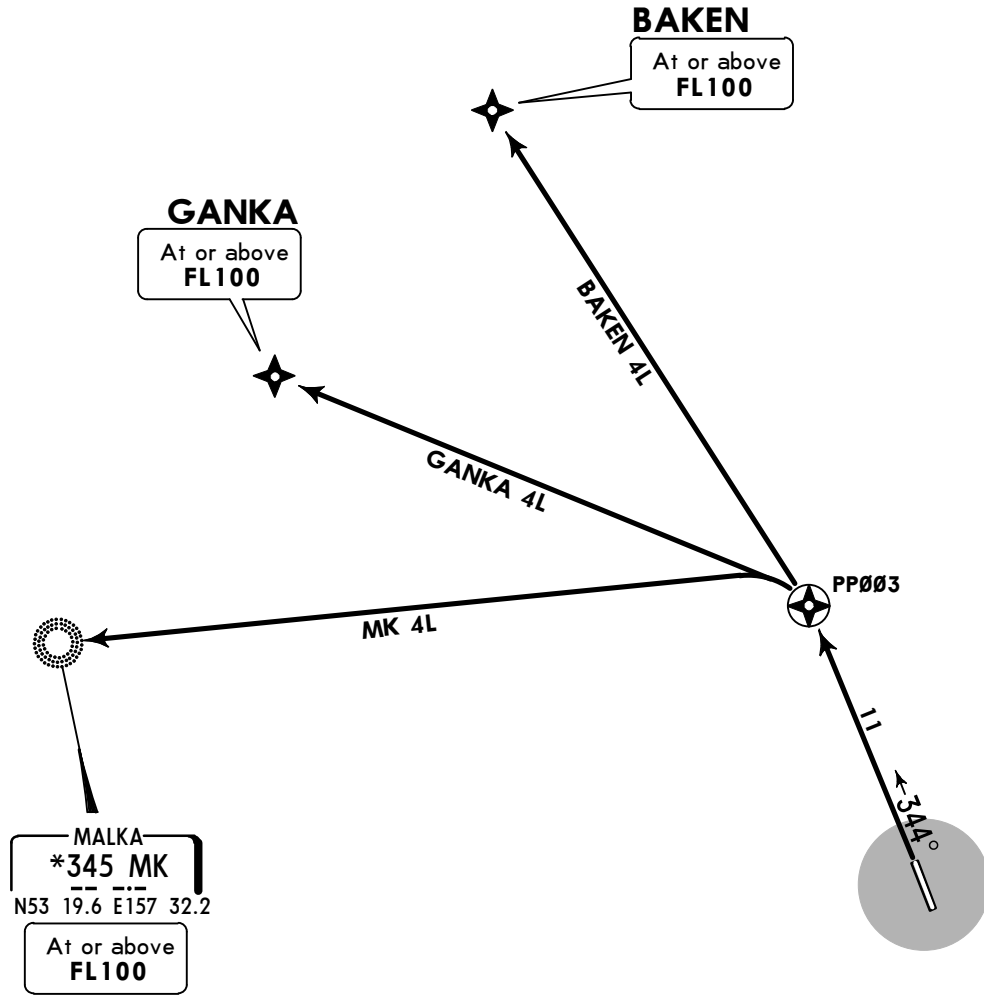 BAKEN
At or above
FL100
GANKA
At or above
FL100
BAKEN 4L
GANKA 4L
PPØØ3
MK 4L
11
344°
MALKA
*345 MK
N53 19.6 E157 32.2
At or above
FL100